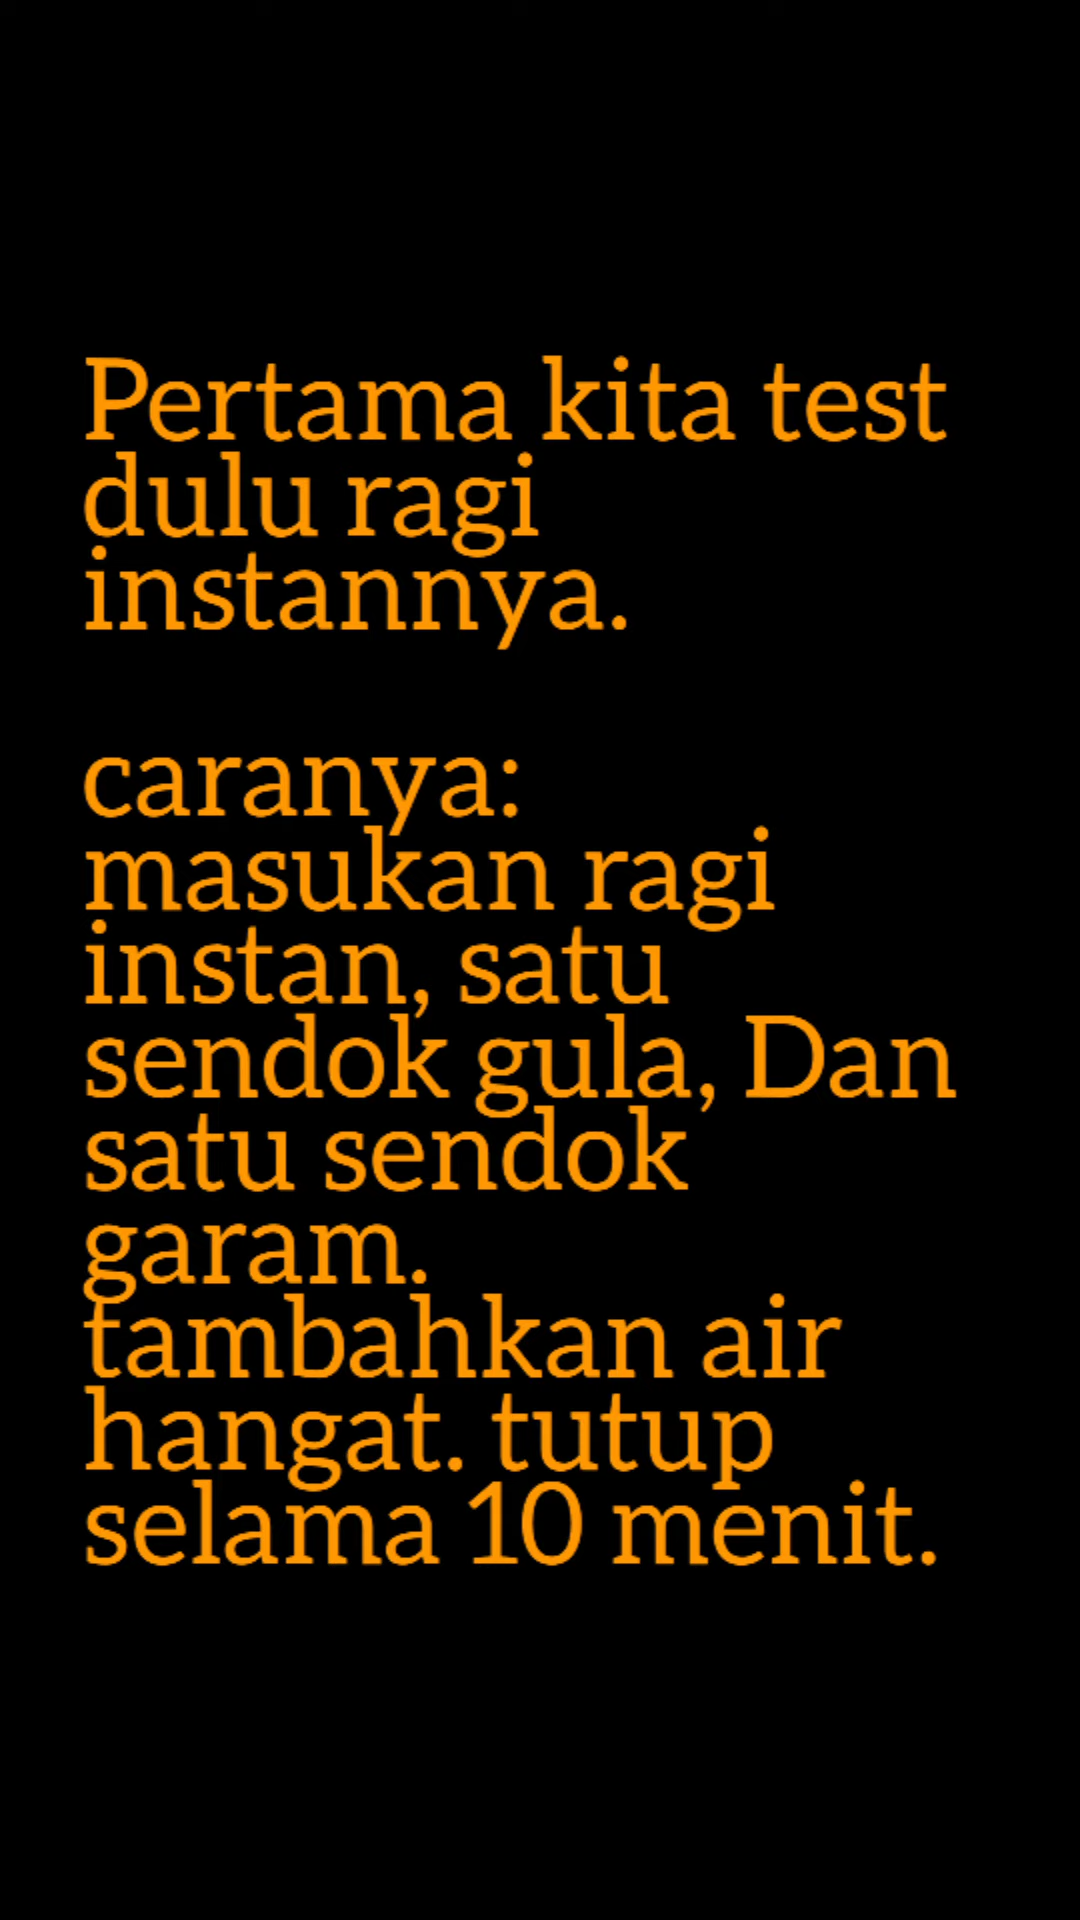 Pertama kita test
dulu ragi
instannya.
caranya:
masukan ragi
instan, satu
sendok gula, Dan
satu sendok
garam.
tambahkan air
hangat. tutup
selama 10 menit.